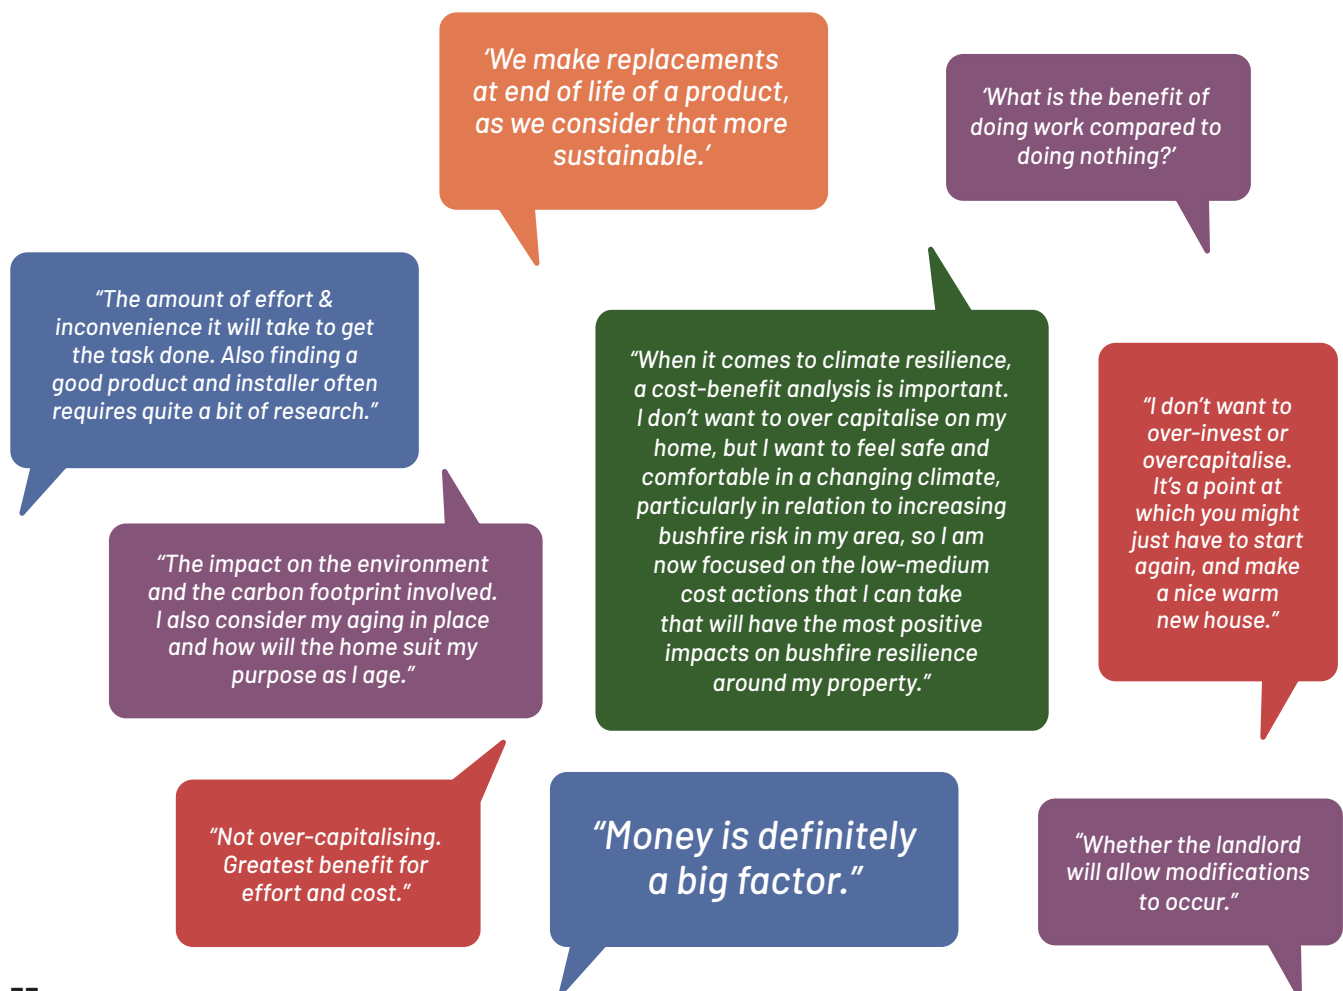 ‘We make replacements
at end of life of a product,
as we consider that more
sustainable.’
‘What is the benefit of
doing work compared to
doing nothing?’
“The amount of effort &
inconvenience it will take to get
the task done. Also finding a
good product and installer often
requires quite a bit of research.”
“When it comes to climate resilience,
a cost-benefit analysis is important.
I don’t want to over capitalise on my
home, but I want to feel safe and
comfortable in a changing climate,
particularly in relation to increasing
bushfire risk in my area, so I am
now focused on the low-medium
cost actions that I can take
that will have the most positive
impacts on bushfire resilience
around my property.”
“I don’t want to
over-invest or
overcapitalise.
It’s a point at
which you might
just have to start
again, and make
a nice warm
new house.”
“The impact on the environment
and the carbon footprint involved.
I also consider my aging in place
and how will the home suit my
purpose as I age.”
“Not over-capitalising.
Greatest benefit for
effort and cost.”
“Money is definitely
a big factor.”
“Whether the landlord
will allow modifications
to occur.”